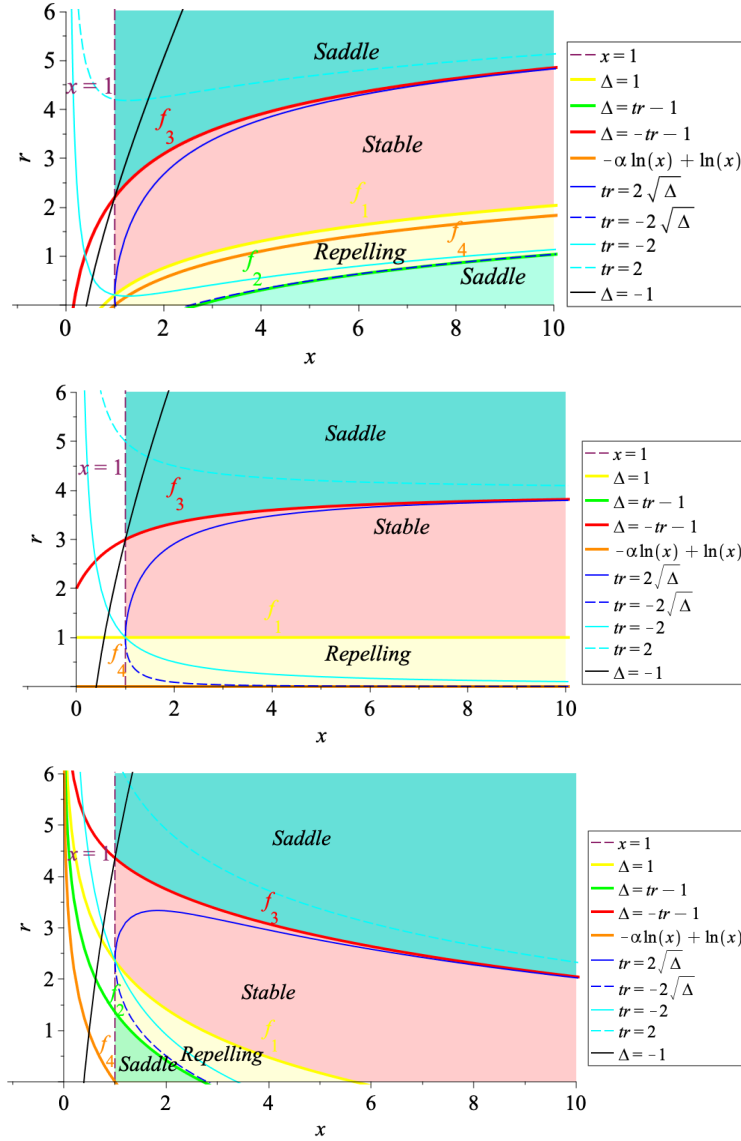 6
5
4
3
2
1
r
x = 1
Saddle
f3
Stable
f1
Repelling
f4
f2
Saddle
0 2 4 6 8 10
x
x = 1
Δ = 1
Δ = tr − 1
Δ = −tr − 1
−α ln(x) + ln(x)
tr = 2√Δ
tr = −2√Δ
tr = −2
tr = 2
Δ = −1
6
5
4
3
2
1
r
Saddle
x = 1
f3
Stable
f1
f4
Repelling
0 2 4 6 8 10
x
x = 1
Δ = 1
Δ = tr − 1
Δ = −tr − 1
−α ln(x) + ln(x)
tr = 2√Δ
tr = −2√Δ
tr = −2
tr = 2
Δ = −1
6
5
4
3
2
1
r
Saddle
x = 1
f3
Stable
f2
f1
f4
Repelling
Saddle
0 2 4 6 8 10
x
x = 1
Δ = 1
Δ = tr − 1
Δ = −tr − 1
−α ln(x) + ln(x)
tr = 2√Δ
tr = −2√Δ
tr = −2
tr = 2
Δ = −1